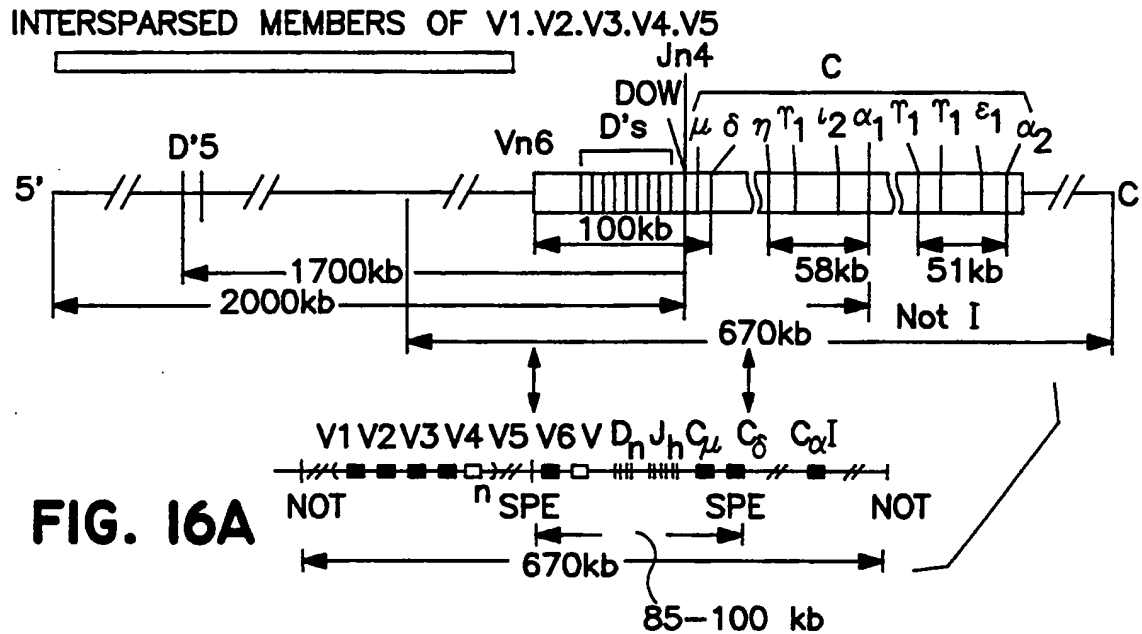 INTERSPARSED MEMBERS OF V1.V2.V3.V4.V5
Jn4
DOW
C
Vn6
D's
μ δ η ϒ1 ι2 α1 ϒ1 ϒ1 ε1 α2
D'5
5'
C
100kb
58kb
51kb
1700kb
2000kb
Not I
670kb
V1 V2 V3 V4 V5 V6 V Dn Jh Cμ Cδ CαI
n
NOT SPE SPE NOT
FIG. 16A
670kb
85-100 kb